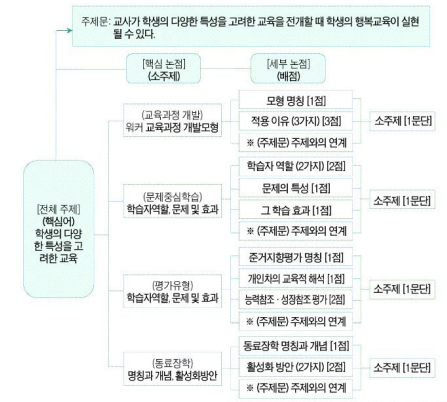 주제문: 교사가 학생의 다양한 특성을 고려한 교육을 전개할 때 학생의 행복교육이 실현
될 수 있다.
[핵심 논점]
(소주제)
[세부 논점]
(배점)
[전체 주제]
(핵심어)
학생의 다양
한 특성을 고
려한 교육
(교육과정 개발)
워커 교육과정 개발모형
모형 명칭 [1점]
적용 이유 (3가지) [3점]
※ (주제문) 주제와의 연계
소주제 [1문단]
(문제중심학습)
학습자역할, 문제 및 효과
학습자 역할 (2가지) [2점]
문제의 특성 [1점]
그 학습 효과 [1점]
※ (주제문) 주제와의 연계
소주제 [1문단]
(평가유형)
학습자역할, 문제 및 효과
준거지향평가 명칭 [1점]
개인차의 교육적 해석 [1점]
능력참조·성장참조 평가 [2점]
※ (주제문) 주제와의 연계
소주제 [1문단]
(동료장학)
명칭과 개념, 활성화방안
동료장학 명칭과 개념 [1점]
활성화 방안 (2가지) [2점]
※ (주제문) 주제와의 연계
소주제 [1문단]